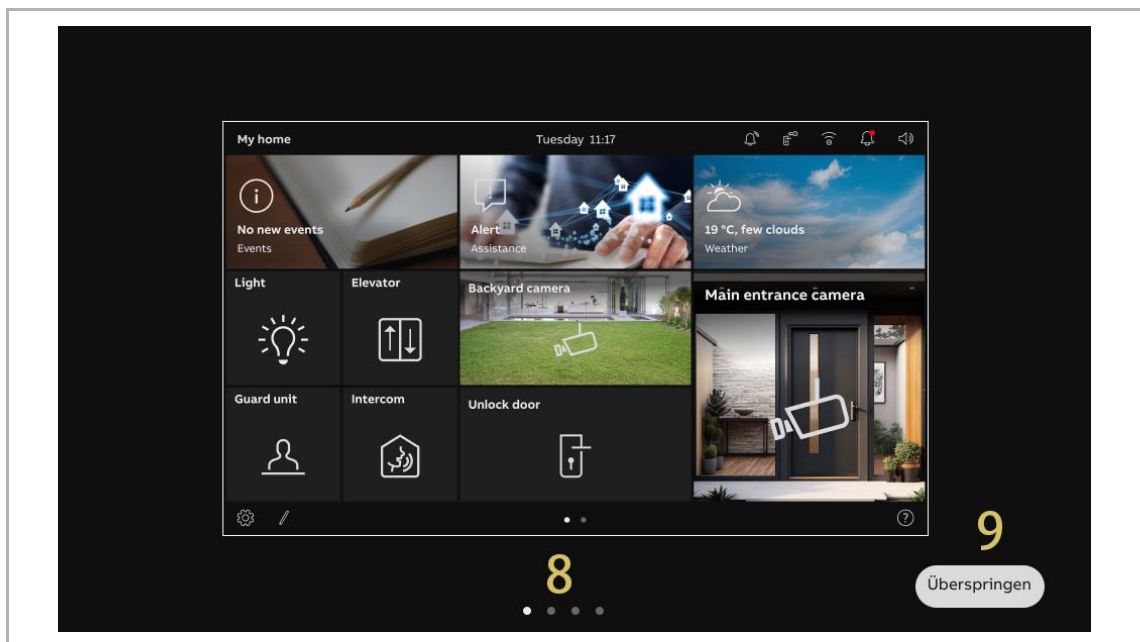 My home
Tuesday 11:17
No new events
Events
Alert
Assistance
19 °C, few clouds
Weather
Light
Elevator
Backyard camera
Main entrance camera
Guard unit
Intercom
Unlock door
?
8
9
Überspringen